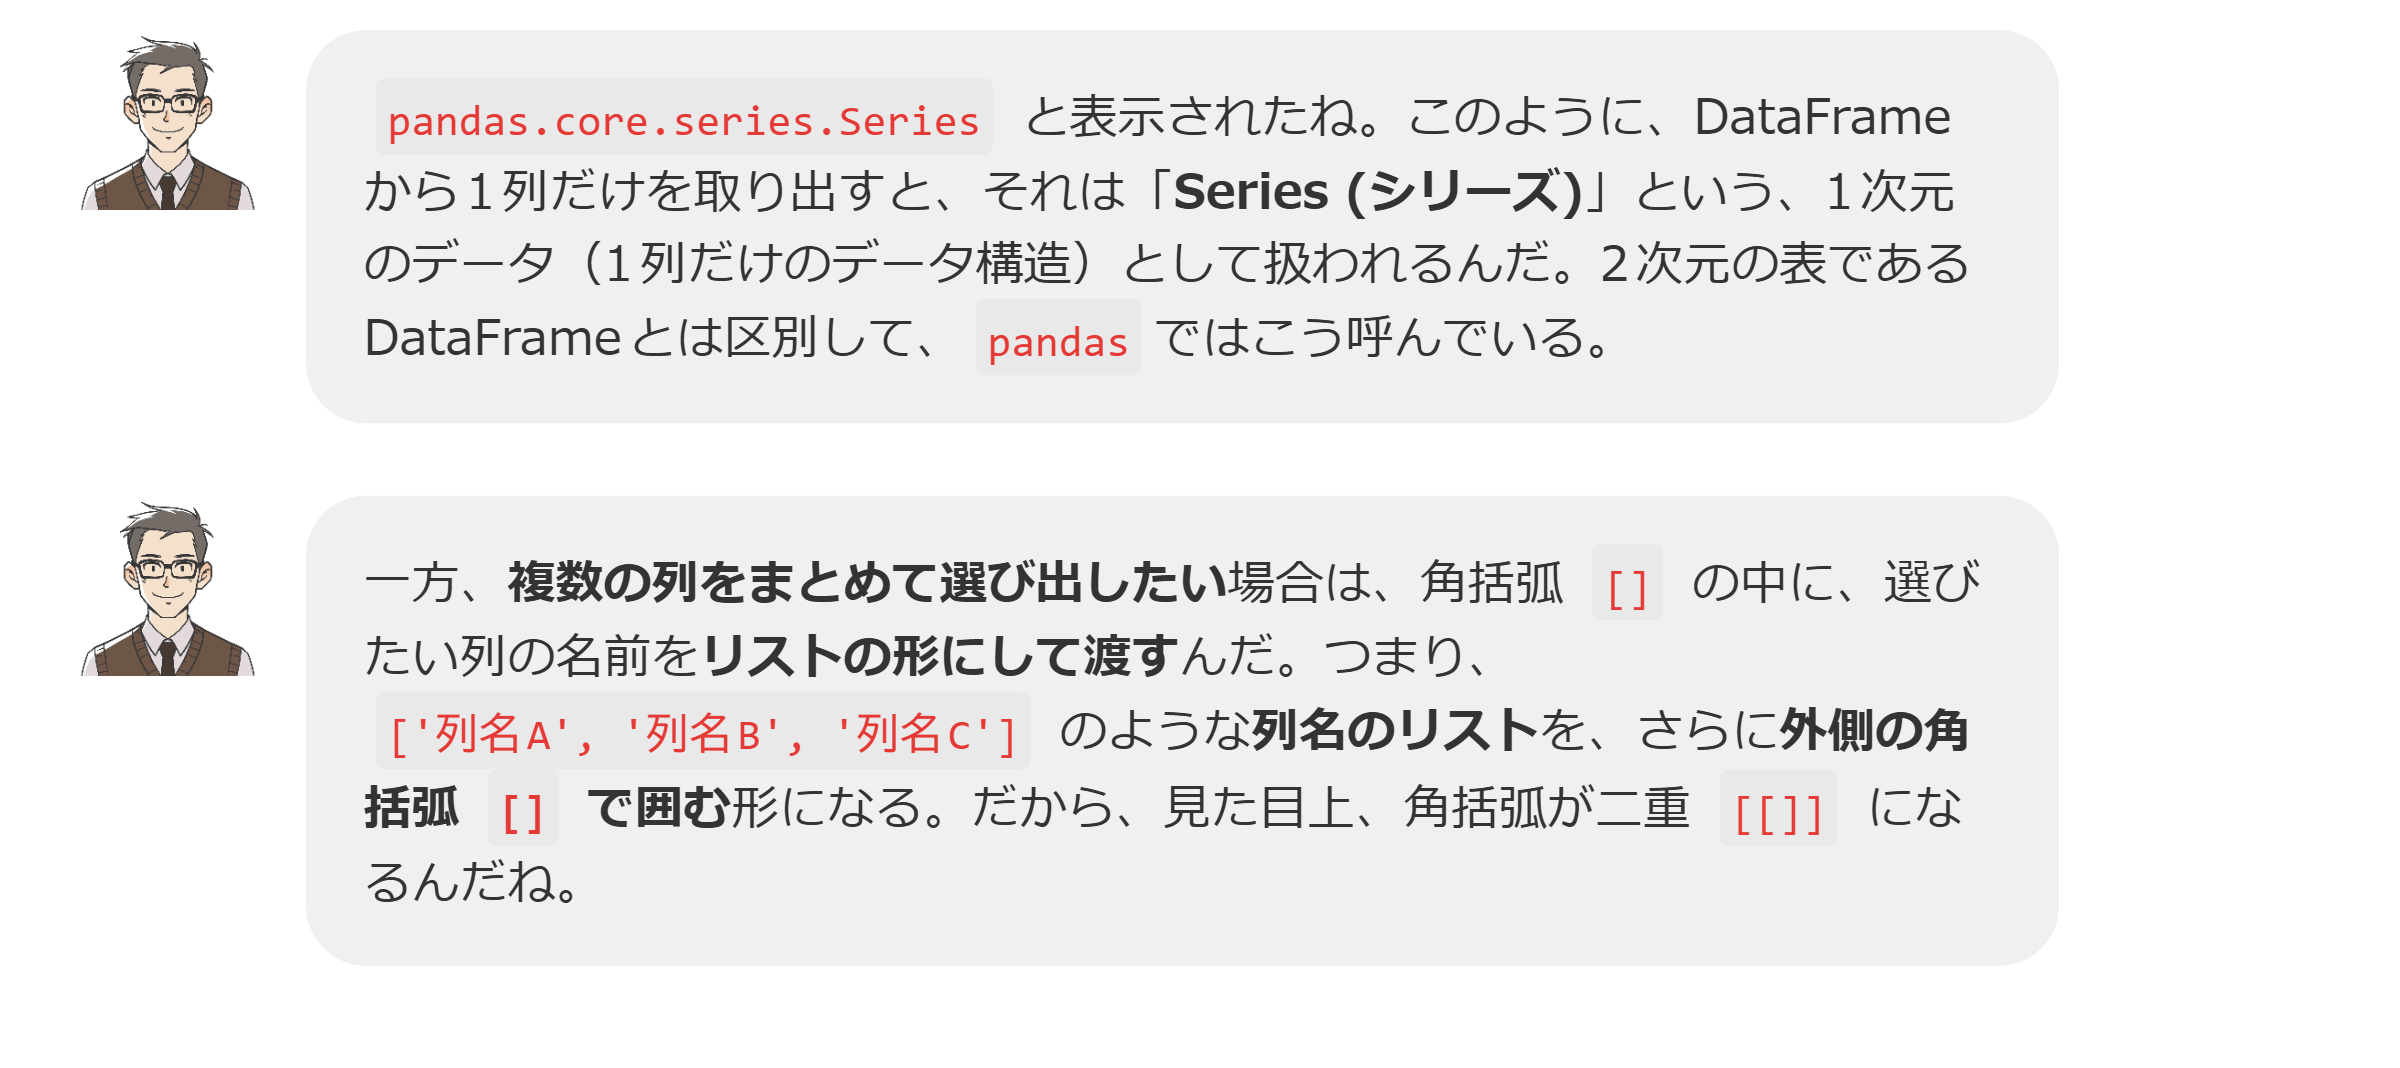 pandas.core.series.Series と表示されたね。このように、DataFrame
から1列だけを取り出すと、それは「Series (シリーズ)」という、1次元
のデータ（1列だけのデータ構造）として扱われるんだ。2次元の表である
DataFrameとは区別して、 pandas ではこう呼んでいる。
一方、複数の列をまとめて選び出したい場合は、角括弧 [] の中に、選び
たい列の名前をリストの形にして渡すんだ。つまり、
['列名A', '列名B', '列名C'] のような列名のリストを、さらに外側の角
括弧 [] で囲む形になる。だから、見た目上、角括弧が二重 [[]] にな
るんだね。